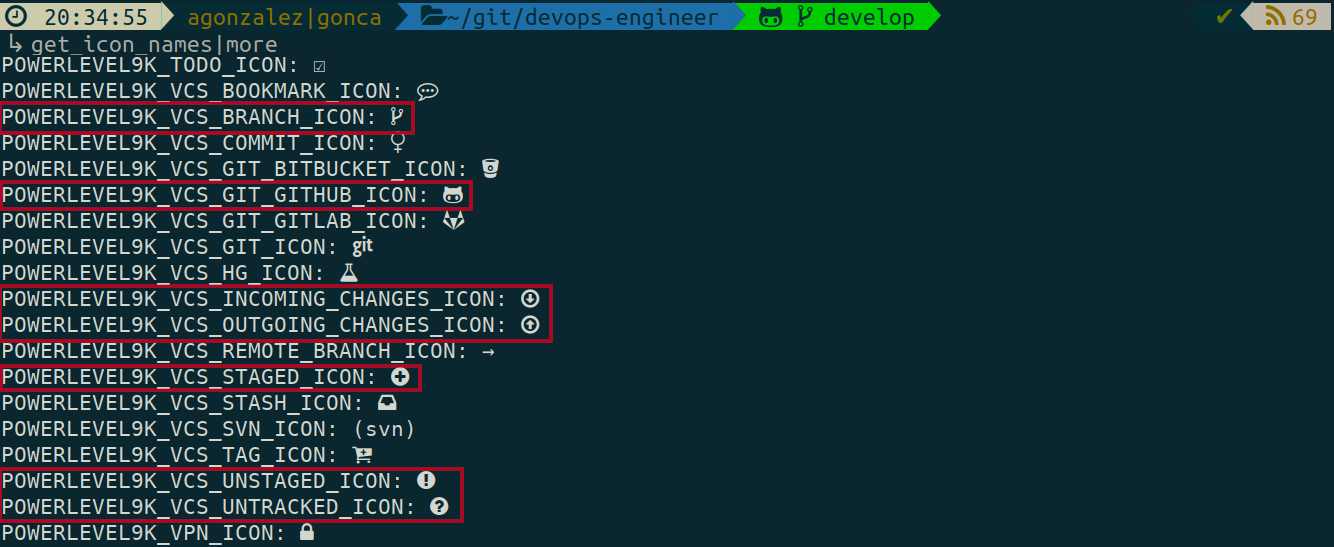 20:34:55 agonzalez|gonca ~/git/devops-engineer develop ✔ 69
↳ get_icon_names|more
POWERLEVEL9K_TODO_ICON: ☑
POWERLEVEL9K_VCS_BOOKMARK_ICON:
POWERLEVEL9K_VCS_BRANCH_ICON:
POWERLEVEL9K_VCS_COMMIT_ICON:
POWERLEVEL9K_VCS_GIT_BITBUCKET_ICON:
POWERLEVEL9K_VCS_GIT_GITHUB_ICON:
POWERLEVEL9K_VCS_GIT_GITLAB_ICON:
POWERLEVEL9K_VCS_GIT_ICON: git
POWERLEVEL9K_VCS_HG_ICON:
POWERLEVEL9K_VCS_INCOMING_CHANGES_ICON:
POWERLEVEL9K_VCS_OUTGOING_CHANGES_ICON:
POWERLEVEL9K_VCS_REMOTE_BRANCH_ICON: →
POWERLEVEL9K_VCS_STAGED_ICON:
POWERLEVEL9K_VCS_STASH_ICON:
POWERLEVEL9K_VCS_SVN_ICON: (svn)
POWERLEVEL9K_VCS_TAG_ICON:
POWERLEVEL9K_VCS_UNSTAGED_ICON:
POWERLEVEL9K_VCS_UNTRACKED_ICON:
POWERLEVEL9K_VPN_ICON: